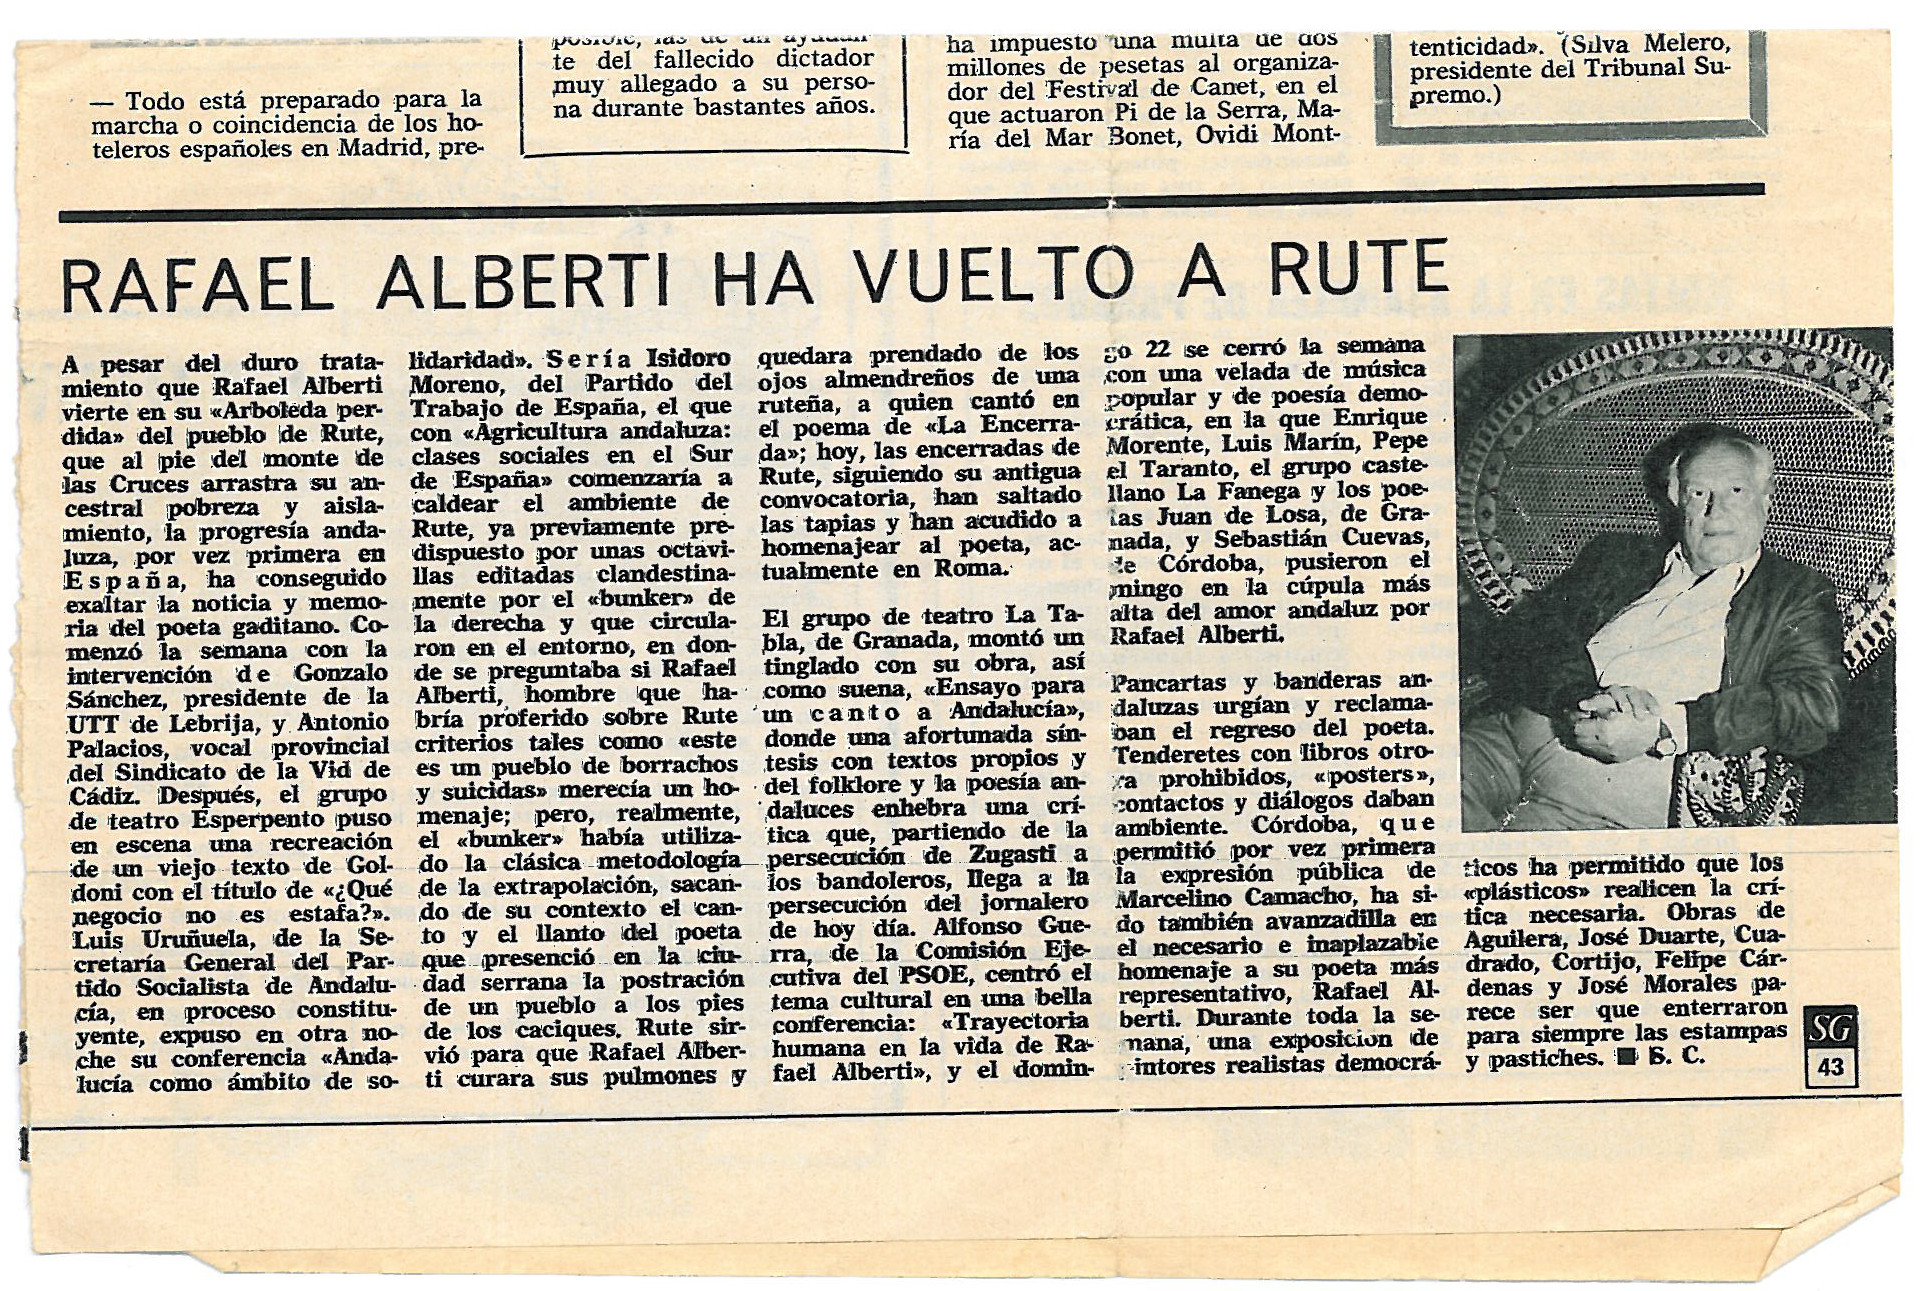 — Todo está preparado para la
marcha o coincidencia de los ho-
teleros españoles en Madrid, pre-
posible, las de un ayudan-
te del fallecido dictador
muy allegado a su perso-
na durante bastantes años.
ha impuesto una multa de dos
millones de pesetas al organiza-
dor del Festival de Canet, en el
que actuaron Pi de la Serra, Ma-
ría del Mar Bonet, Ovidi Mont-
tenticidad». (Silva Melero,
presidente del Tribunal Su-
premo.)
RAFAEL ALBERTI HA VUELTO A RUTE
A pesar del duro trata-
miento que Rafael Alberti
vierte en su «Arboleda per-
dida» del pueblo de Rute,
que al pie del monte de
las Cruces arrastra su an-
cestral pobreza y aisla-
miento, la progresía anda-
luza, por vez primera en
España, ha conseguido
exaltar la noticia y memo-
ria del poeta gaditano. Co-
menzó la semana con la
intervención de Gonzalo
Sánchez, presidente de la
UTT de Lebrija, y Antonio
Palacios, vocal provincial
del Sindicato de la Vid de
Cádiz. Después, el grupo
de teatro Esperpento puso
en escena una recreación
de un viejo texto de Gol-
doni con el título de «¿Qué
negocio no es estafa?».
Luis Uruñuela, de la Se-
cretaría General del Par-
tido Socialista de Andalu-
cía, en proceso constitu-
yente, expuso en otra no-
che su conferencia «Anda-
lucía como ámbito de so-
lidaridad». Sería Isidoro
Moreno, del Partido del
Trabajo de España, el que
con «Agricultura andaluza:
clases sociales en el Sur
de España» comenzaría a
caldear el ambiente de
Rute, ya previamente pre-
dispuesto por unas octavi-
llas editadas clandestina-
mente por el «bunker» de
la derecha y que circula-
ron en el entorno, en don-
de se preguntaba si Rafael
Alberti, hombre que ha-
bría proferido sobre Rute
criterios tales como «este
es un pueblo de borrachos
y suicidas» merecía un ho-
menaje; pero, realmente,
el «bunker» había utiliza-
do la clásica metodología
de la extrapolación, sacan-
do de su contexto el can-
to y el llanto del poeta
que presenció en la ciu-
dad serrana la postración
de un pueblo a los pies
de los caciques. Rute sir-
vió para que Rafael Alber-
ti curara sus pulmones y
quedara prendado de los
ojos almendreños de una
ruteña, a quien cantó en
el poema de «La Encerra-
da»; hoy, las encerradas de
Rute, siguiendo su antigua
convocatoria, han saltado
las tapias y han acudido a
homenajear al poeta, ac-
tualmente en Roma.
El grupo de teatro La Ta-
bla, de Granada, montó un
tinglado con su obra, así
como suena, «Ensayo para
un canto a Andalucía»,
donde una afortunada sín-
tesis con textos propios y
del folklore y la poesía an-
daluces enhebra una crí-
tica que, partiendo de la
persecución de Zugasti a
los bandoleros, llega a la
persecución del jornalero
de hoy día. Alfonso Gue-
rra, de la Comisión Eje-
cutiva del PSOE, centró el
tema cultural en una bella
conferencia: «Trayectoria
humana en la vida de Ra-
fael Alberti», y el domin-
go 22 se cerró la semana
con una velada de música
popular y de poesía demo-
crática, en la que Enrique
Morente, Luis Marín, Pepe
el Taranto, el grupo caste-
llano La Fanega y los poe-
tas Juan de Losa, de Gra-
nada, y Sebastián Cuevas,
de Córdoba, pusieron el
mingo en la cúpula más
alta del amor andaluz por
Rafael Alberti.
Pancartas y banderas an-
daluzas urgían y reclama-
ban el regreso del poeta.
Tenderetes con libros otro-
ra prohibidos, «posters»,
contactos y diálogos daban
ambiente. Córdoba, que
permitió por vez primera
la expresión pública de
Marcelino Camacho, ha si-
do también avanzadilla en
el necesario e inaplazable
homenaje a su poeta más
representativo, Rafael Al-
berti. Durante toda la se-
mana, una exposición de
pintores realistas democrá-
ticos ha permitido que los
«plásticos» realicen la crí-
tica necesaria. Obras de
Aguilera, José Duarte, Cua-
drado, Cortijo, Felipe Cár-
denas y José Morales pa-
rece ser que enterraron
para siempre las estampas
y pastiches. ■ S. C.
SG
43